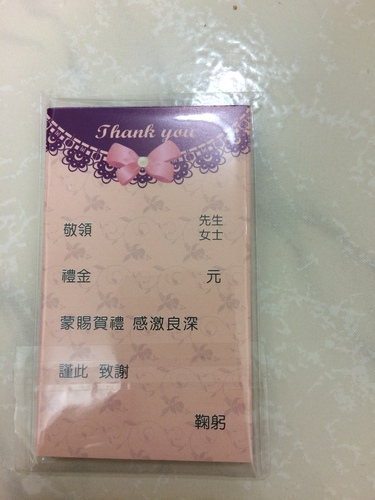 Thank you
敬領 先生
女士
禮金 元
蒙賜賀禮 感激良深
謹此 致謝
鞠躬